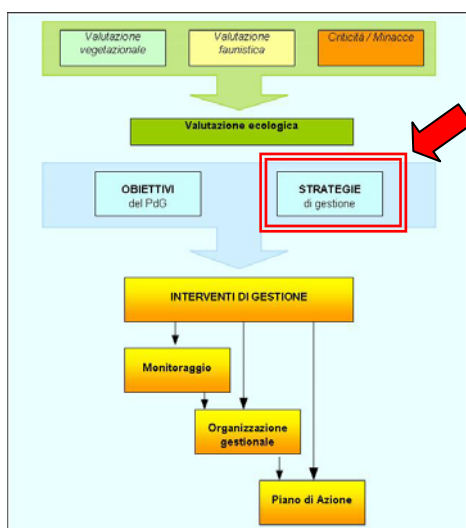 Valutazione
vegetazionale
Valutazione
faunistica
Criticità / Minacce
Valutazione ecologica
OBIETTIVI
del PdG
STRATEGIE
di gestione
INTERVENTI DI GESTIONE
Monitoraggio
Organizzazione
gestionale
Piano di Azione